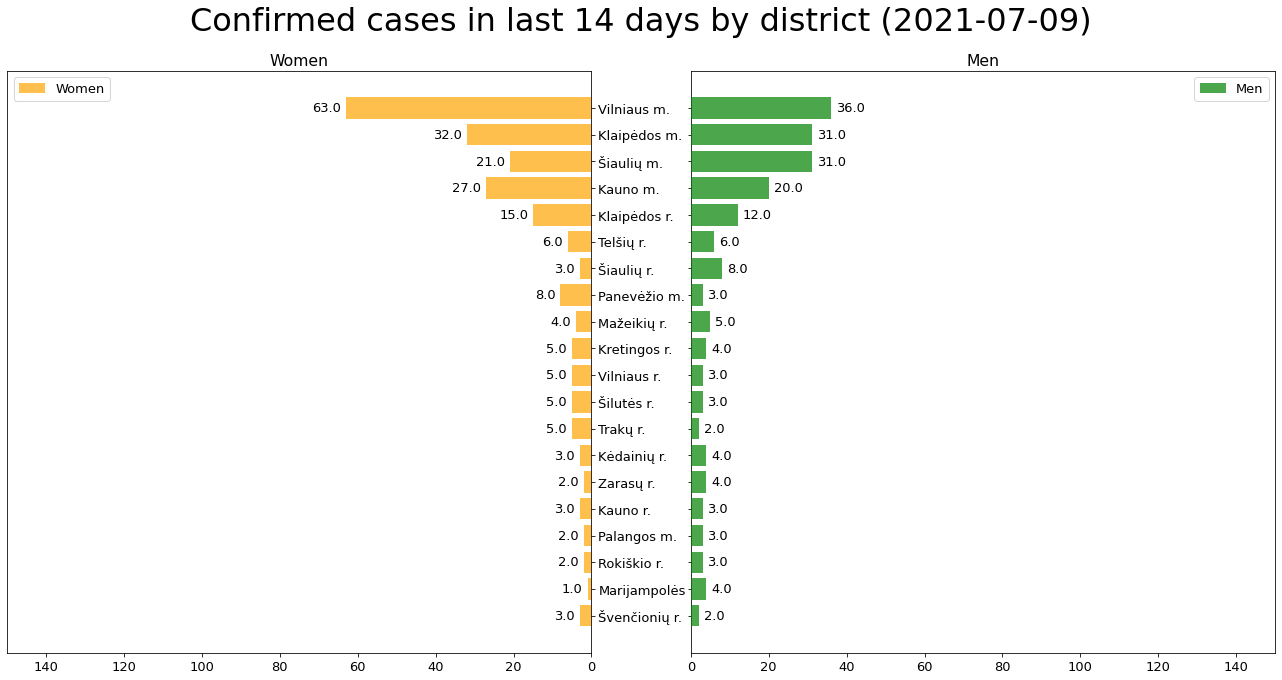 Confirmed cases in last 14 days by district (2021-07-09)
Women Men
Women Men
63.0 Vilniaus m. 36.0
32.0 Klaipėdos m. 31.0
21.0 Šiaulių m. 31.0
27.0 Kauno m. 20.0
15.0 Klaipėdos r. 12.0
6.0 Telšių r. 6.0
3.0 Šiaulių r. 8.0
8.0 Panevėžio m. 3.0
4.0 Mažeikių r. 5.0
5.0 Kretingos r. 4.0
5.0 Vilniaus r. 3.0
5.0 Šilutės r. 3.0
5.0 Trakų r. 2.0
3.0 Kėdainių r. 4.0
2.0 Zarasų r. 4.0
3.0 Kauno r. 3.0
2.0 Palangos m. 3.0
2.0 Rokiškio r. 3.0
1.0 Marijampolės 4.0
3.0 Švenčionių r. 2.0
140 120 100 80 60 40 20 0 0 20 40 60 80 100 120 140